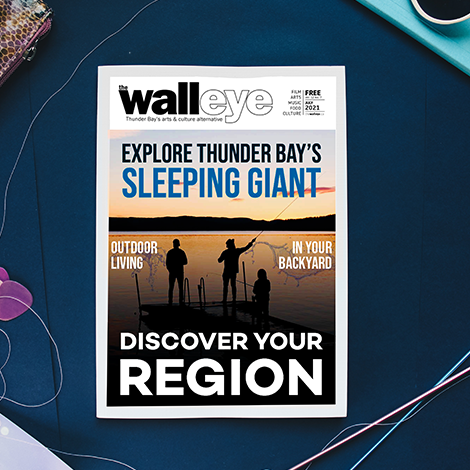 the
walleye
Thunder Bay's arts & culture alternative
FILM
ARTS
MUSIC
FOOD
CULTURE
FREE
JULY
2021
EXPLORE THUNDER BAY'S
SLEEPING GIANT
OUTDOOR
LIVING
IN YOUR
BACKYARD
DISCOVER YOUR
REGION